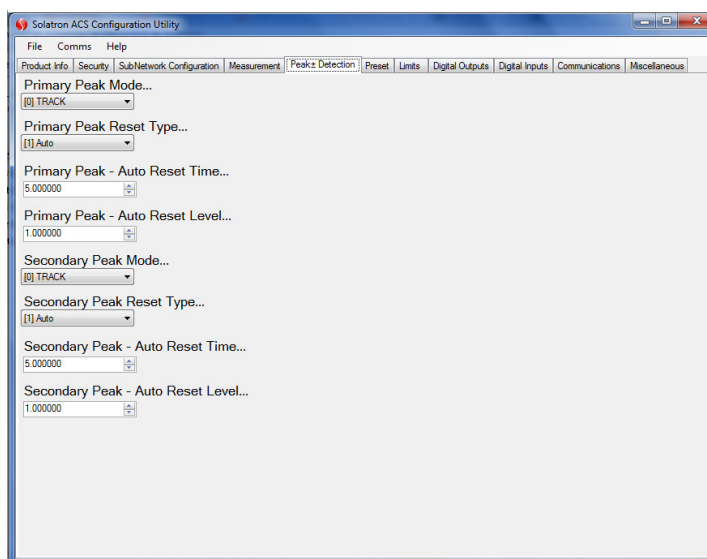 Solatron ACS Configuration Utility
File Comms Help
Product Info Security SubNetwork Configuration Measurement Peak± Detection Preset Limits Digital Outputs Digital Inputs Communications Miscellaneous
Primary Peak Mode...
[0] TRACK
Primary Peak Reset Type...
[1] Auto
Primary Peak - Auto Reset Time...
5.000000
Primary Peak - Auto Reset Level...
1.000000
Secondary Peak Mode...
[0] TRACK
Secondary Peak Reset Type...
[1] Auto
Secondary Peak - Auto Reset Time...
5.000000
Secondary Peak - Auto Reset Level...
1.000000